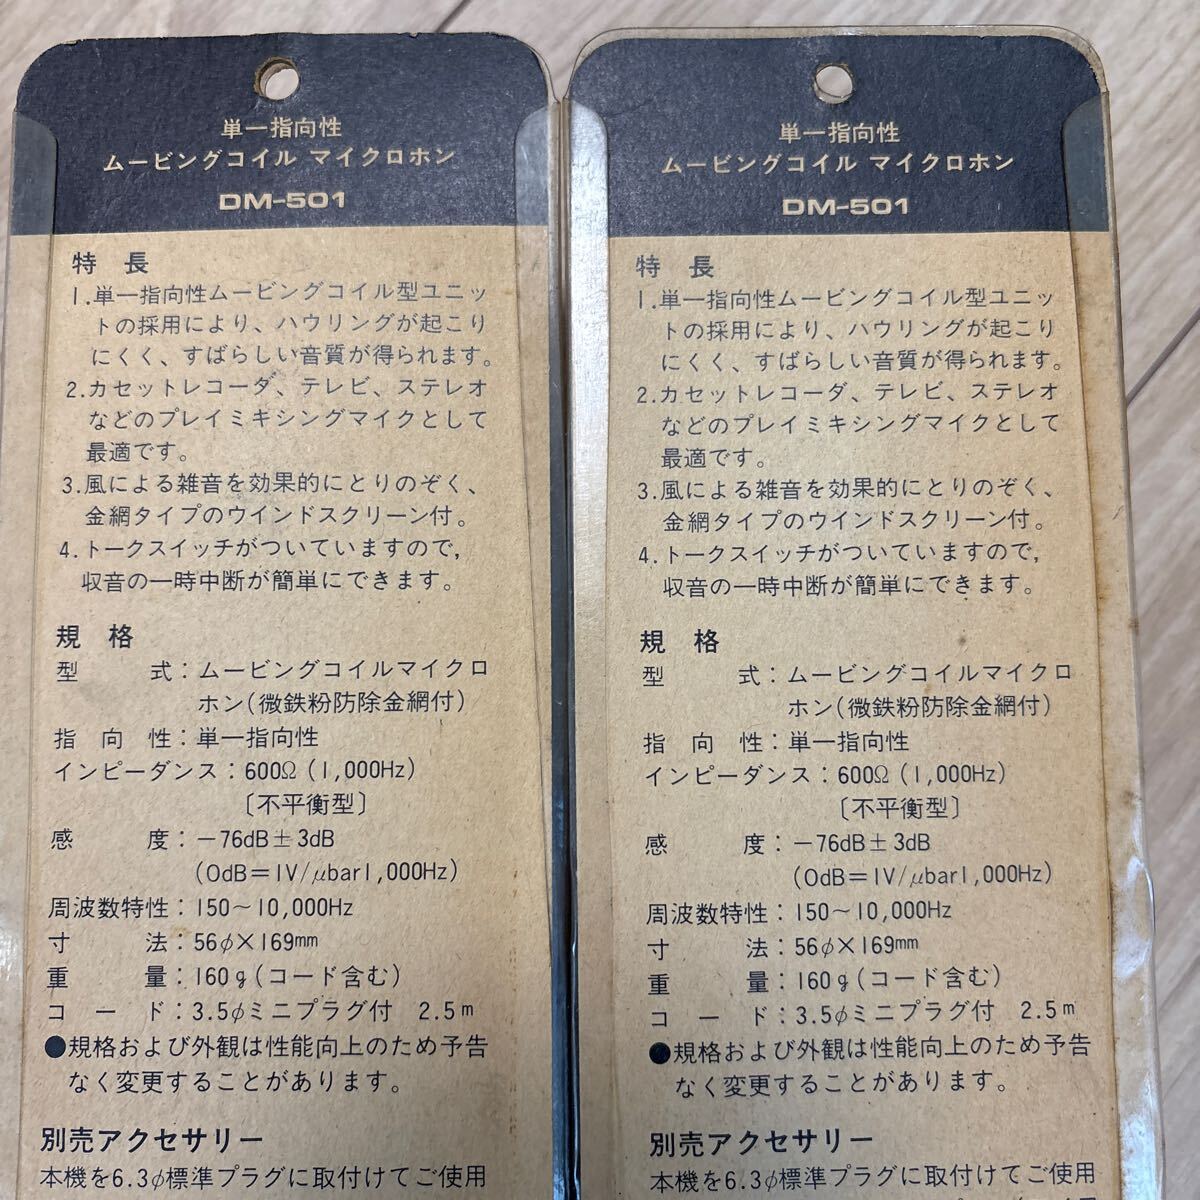 単一指向性
ムービングコイル マイクロホン
DM-501
特 長
1.単一指向性ムービングコイル型ユニッ
トの採用により、ハウリングが起こり
にくく、すばらしい音質が得られます。
2.カセットレコーダ、テレビ、ステレオ
などのプレイミキシングマイクとして
最適です。
3.風による雑音を効果的にとりのぞく、
金網タイプのウインドスクリーン付。
4.トークスイッチがついていますので,
収音の一時中断が簡単にできます。
規 格
型 式：ムービングコイルマイクロ
ホン(微鉄粉防除金網付)
指 向 性：単一指向性
インピーダンス：600Ω(1,000Hz)
〔不平衡型〕
感 度：－76dB±3dB
(0dB＝1V/μbar1,000Hz)
周波数特性：150～10,000Hz
寸 法：56φ×169mm
重 量：160g(コード含む)
コ ー ド：3.5φミニプラグ付 2.5m
●規格および外観は性能向上のため予告
なく変更することがあります。
別売アクセサリー
本機を6.3φ標準プラグに取付けてご使用
単一指向性
ムービングコイル マイクロホン
DM-501
特 長
1.単一指向性ムービングコイル型ユニッ
トの採用により、ハウリングが起こり
にくく、すばらしい音質が得られます。
2.カセットレコーダ、テレビ、ステレオ
などのプレイミキシングマイクとして
最適です。
3.風による雑音を効果的にとりのぞく、
金網タイプのウインドスクリーン付。
4.トークスイッチがついていますので,
収音の一時中断が簡単にできます。
規 格
型 式：ムービングコイルマイクロ
ホン(微鉄粉防除金網付)
指 向 性：単一指向性
インピーダンス：600Ω(1,000Hz)
〔不平衡型〕
感 度：－76dB±3dB
(0dB＝1V/μbar1,000Hz)
周波数特性：150～10,000Hz
寸 法：56φ×169mm
重 量：160g(コード含む)
コ ー ド：3.5φミニプラグ付 2.5m
●規格および外観は性能向上のため予告
なく変更することがあります。
別売アクセサリー
本機を6.3φ標準プラグに取付けてご使用